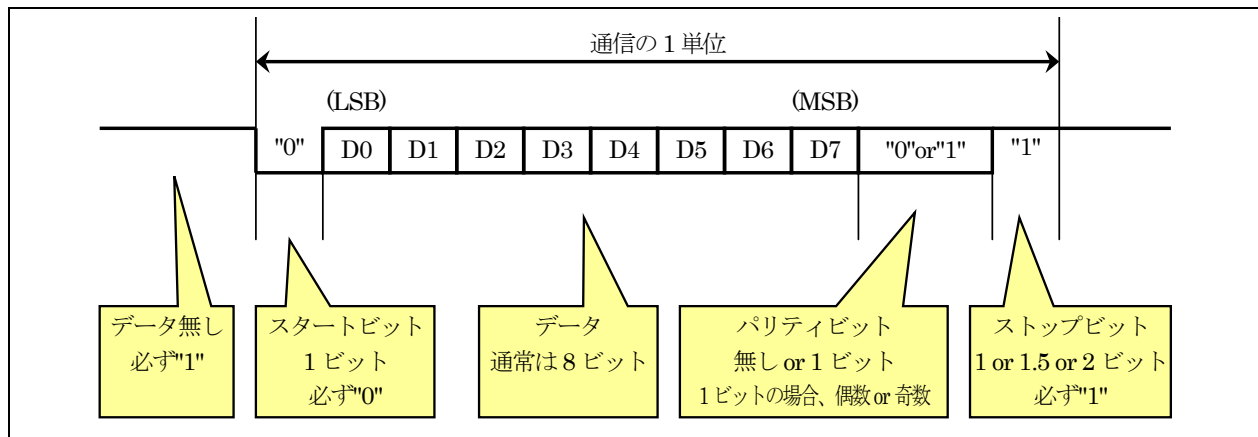 通信の1単位
(LSB)
(MSB)
"0"
D0
D1
D2
D3
D4
D5
D6
D7
"0"or"1"
"1"
データ無し
必ず"1"
スタートビット
1ビット
必ず"0"
データ
通常は8ビット
パリティビット
無し or 1ビット
1ビットの場合、偶数 or 奇数
ストップビット
1 or 1.5 or 2 ビット
必ず"1"